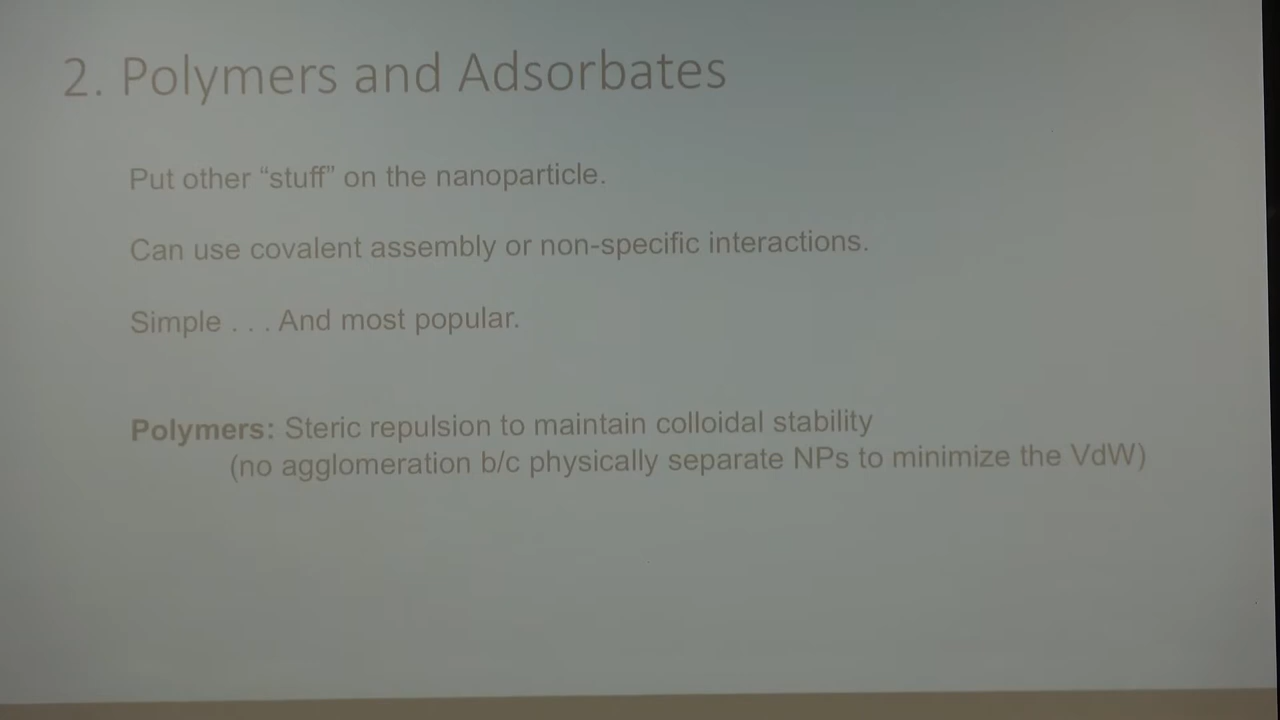 2. Polymers and Adsorbates
Put other “stuff” on the nanoparticle.
Can use covalent assembly or non-specific interactions.
Simple . . . And most popular.
Polymers: Steric repulsion to maintain colloidal stability
(no agglomeration b/c physically separate NPs to minimize the VdW)